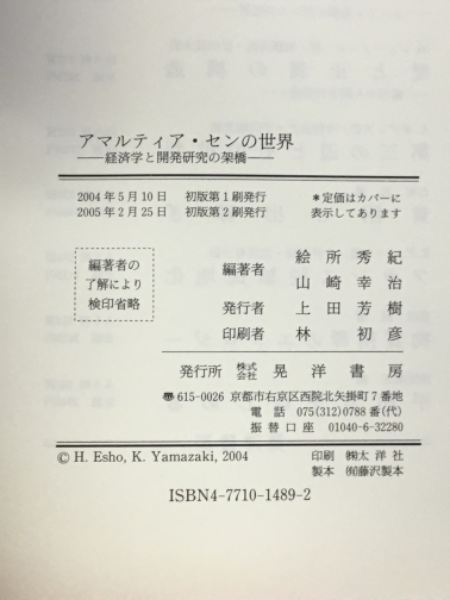 アマルティア・センの世界
──経済学と開発研究の架橋──
2004年5月10日 初版第1刷発行 *定価はカバーに
2005年2月25日 初版第2刷発行 表示してあります
編著者の
了解により
検印省略
編著者 絵所秀紀
山崎幸治
発行者 上田芳樹
印刷者 林初彦
発行所 株式会社 晃洋書房
〠615-0026 京都市右京区西院北矢掛町7番地
電話 075(312)0788番(代)
振替口座 01040-6-32280
© H. Esho, K. Yamazaki, 2004 印刷 ㈱太洋社
製本 ㈲藤沢製本
ISBN4-7710-1489-2